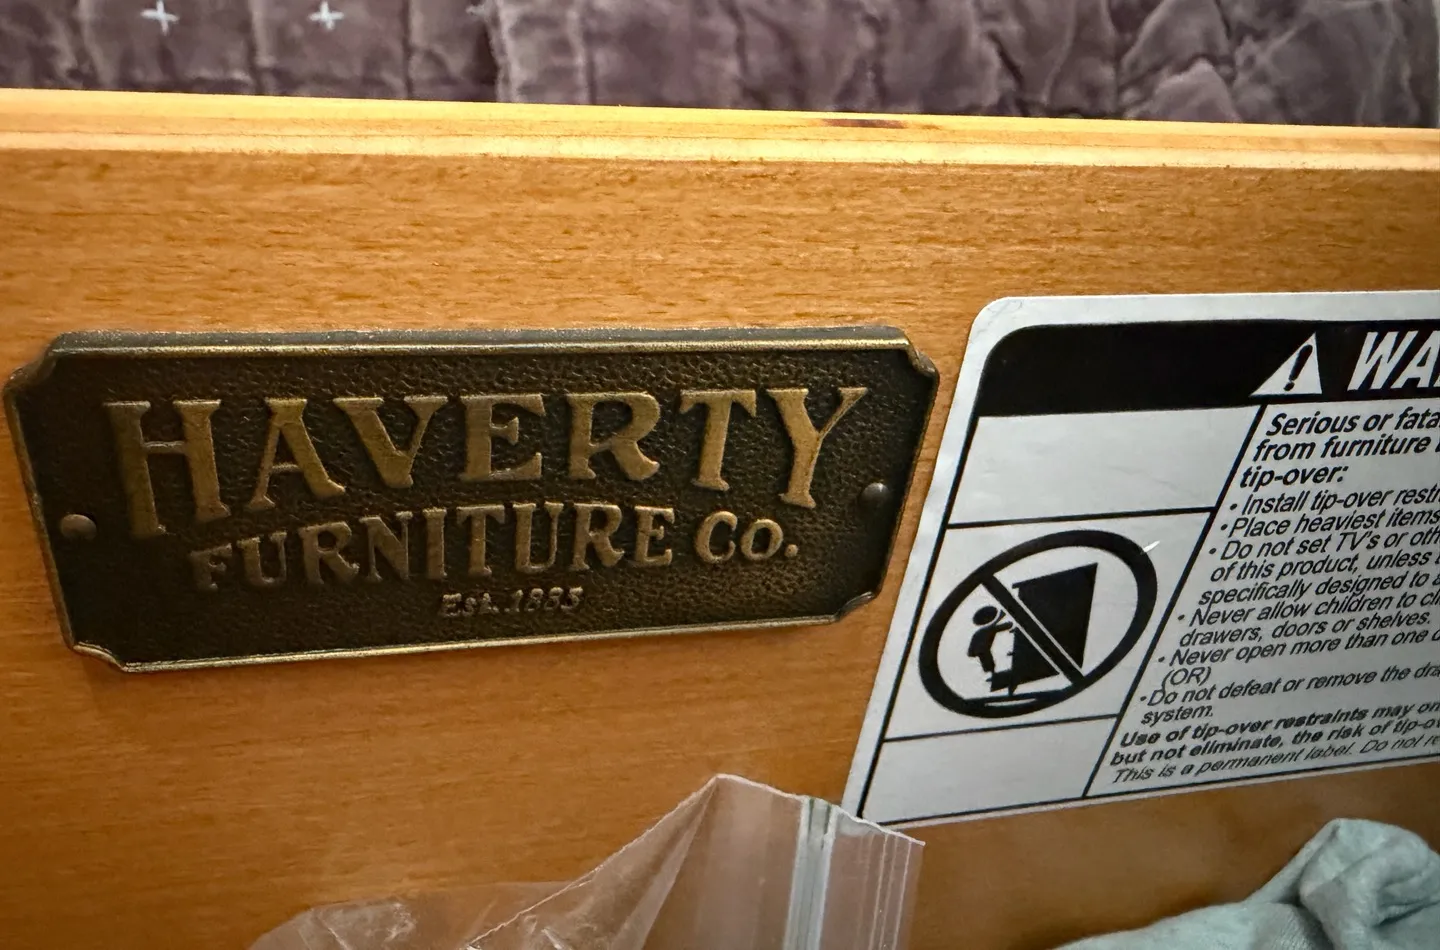 HAVERTY
FURNITURE CO.
Est. 1885
WA
Serious or fata
from furniture
tip-over:
• Install tip-over restr
• Place heaviest items
• Do not set TV's or oth
of this product, unless
specifically designed to a
• Never allow children to cli
drawers, doors or shelves.
• Never open more than one d
(OR)
• Do not defeat or remove the dra
system.
Use of tip-over restraints may on
but not eliminate, the risk of tip-o
This is a permanent label. Do not re